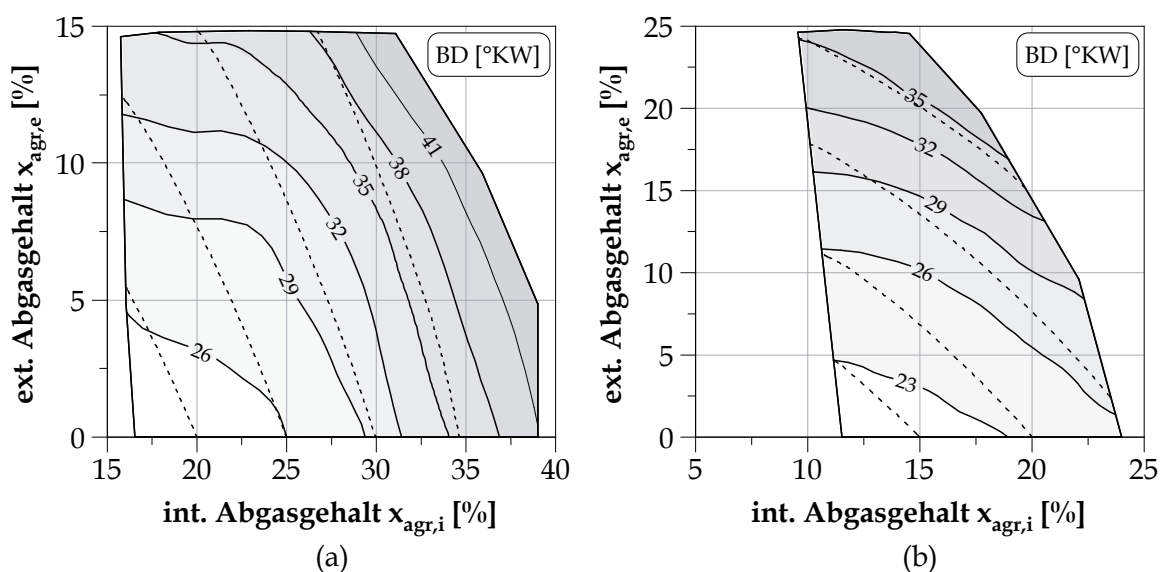 15
10
5
0
ext. Abgasgehalt x_agr,e [%]
BD [°KW]
41
38
35
32
29
26
15 20 25 30 35 40
int. Abgasgehalt x_agr,i [%]
(a)
25
20
15
10
5
0
ext. Abgasgehalt x_agr,e [%]
BD [°KW]
35
32
29
26
23
5 10 15 20 25
int. Abgasgehalt x_agr,i [%]
(b)